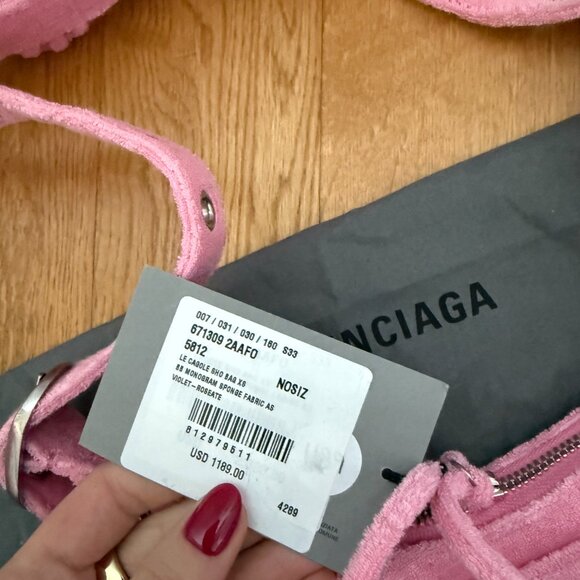 NCIAGA
007 / 031 / 030 / 160 S33
671309 2AAFO
5812 NOSIZ
LE CAGOLE SHO BAG XS
88 MONOGRAM SPONGE FABRIC AS
VIOLET-ROSEATE
812979511
USD 1189.00
4289